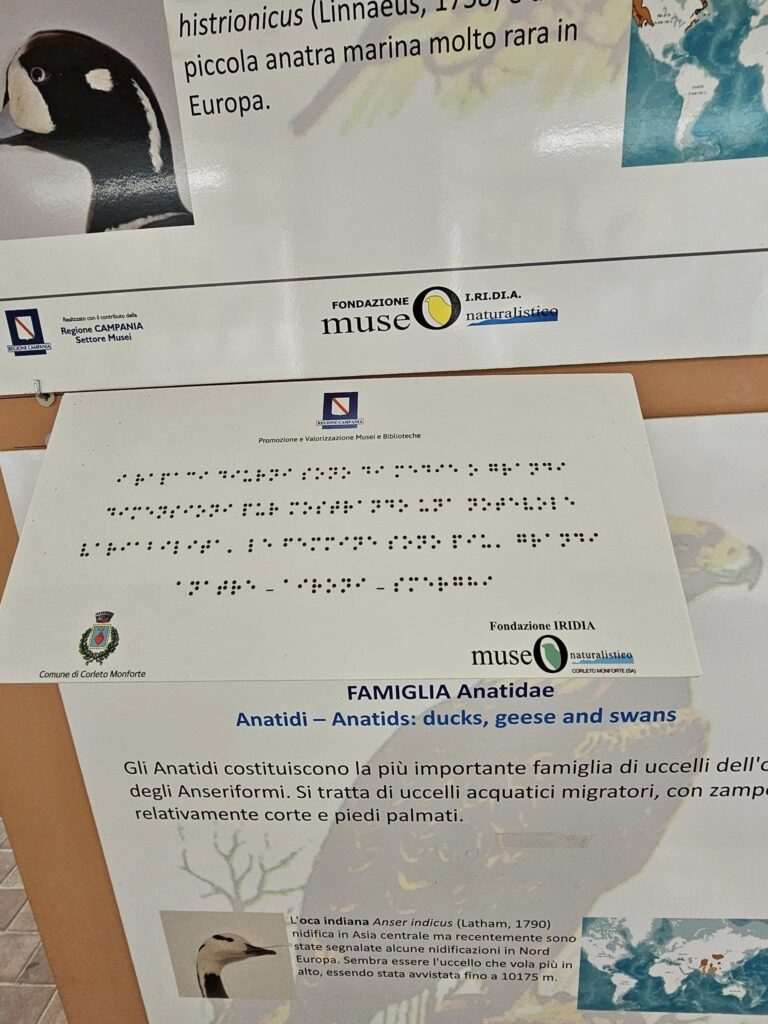 histrionicus (Linnaeus, 1758) è
piccola anatra marina molto rara in
Europa.
Realizzato con il contributo della
Regione CAMPANIA
Settore Musei
REGIONE CAMPANIA
FONDAZIONE I.RI.DI.A.
museO naturalistico
REGIONE CAMPANIA
Promozione e Valorizzazione Musei e Biblioteche
⠊ ⠗⠁⠏⠁⠉⠊ ⠙⠊⠥⠗⠝⠊ ⠎⠕⠝⠕ ⠙⠊ ⠍⠑⠙⠊⠑ ⠕ ⠛⠗⠁⠝⠙⠊
⠙⠊⠍⠑⠝⠎⠊⠕⠝⠊ ⠏⠥⠗ ⠍⠕⠎⠞⠗⠁⠝⠙⠕ ⠥⠝⠁ ⠝⠕⠞⠑⠧⠕⠇⠑
⠧⠁⠗⠊⠁⠃⠊⠇⠊⠞⠁⠄ ⠇⠑ ⠋⠑⠍⠍⠊⠝⠑ ⠎⠕⠝⠕ ⠏⠊⠥⠄ ⠛⠗⠁⠝⠙⠊
⠁⠝⠁⠞⠗⠑ ⠤ ⠁⠊⠗⠕⠝⠊ ⠤ ⠎⠍⠑⠗⠛⠓⠊
Comune di Corleto Monforte
Fondazione IRIDIA
museO naturalistico
CORLETO MONFORTE (SA)
FAMIGLIA Anatidae
Anatidi – Anatids: ducks, geese and swans
Gli Anatidi costituiscono la più importante famiglia di uccelli
degli Anseriformi. Si tratta di uccelli acquatici migratori, con
relativamente corte e piedi palmati.
L'oca indiana Anser indicus (Latham, 1790)
nidifica in Asia centrale ma recentemente sono
state segnalate alcune nidificazioni in Nord
Europa. Sembra essere l'uccello che vola più in
alto, essendo stata avvistata fino a 10175 m.